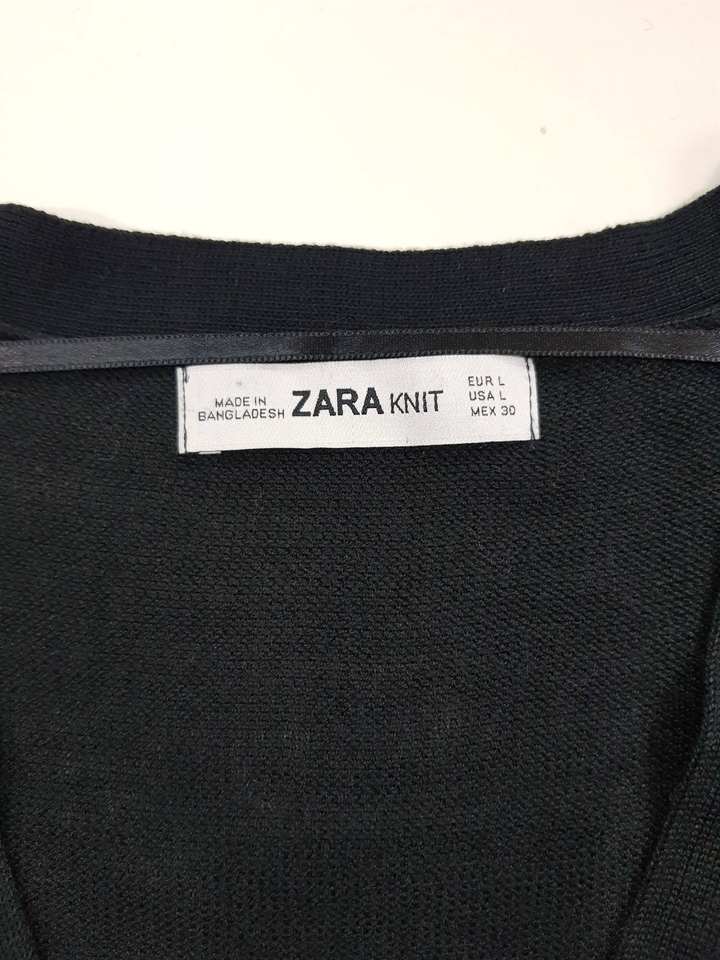 MADE IN
BANGLADESH
ZARA KNIT
EUR L
USA L
MEX 30